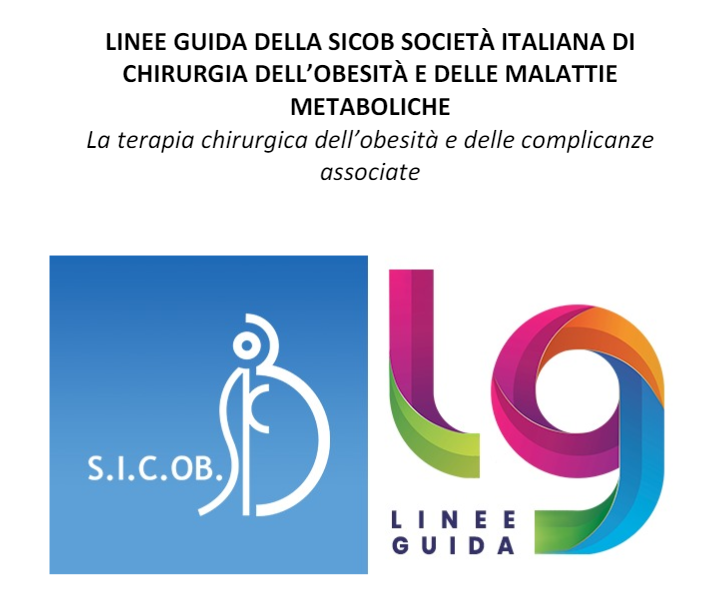 LINEE GUIDA DELLA SICOB SOCIETÀ ITALIANA DI
CHIRURGIA DELL’OBESITÀ E DELLE MALATTIE
METABOLICHE
La terapia chirurgica dell’obesità e delle complicanze
associate
S.I.C.OB.
lg
LINEE
GUIDA